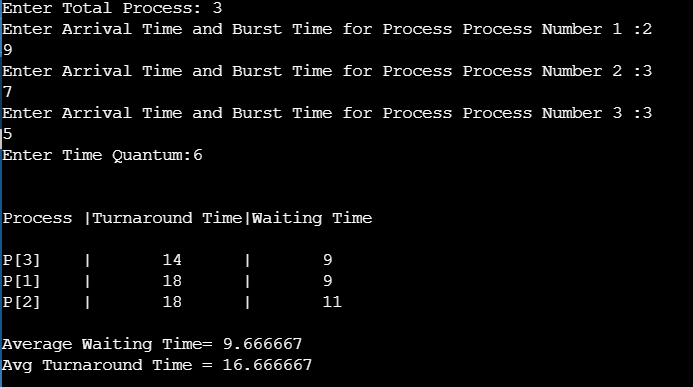 Enter Total Process: 3
Enter Arrival Time and Burst Time for Process Process Number 1 :2
9
Enter Arrival Time and Burst Time for Process Process Number 2 :3
7
Enter Arrival Time and Burst Time for Process Process Number 3 :3
5
Enter Time Quantum:6
Process |Turnaround Time|Waiting Time
P[3] | 14 | 9
P[1] | 18 | 9
P[2] | 18 | 11
Average Waiting Time= 9.666667
Avg Turnaround Time = 16.666667